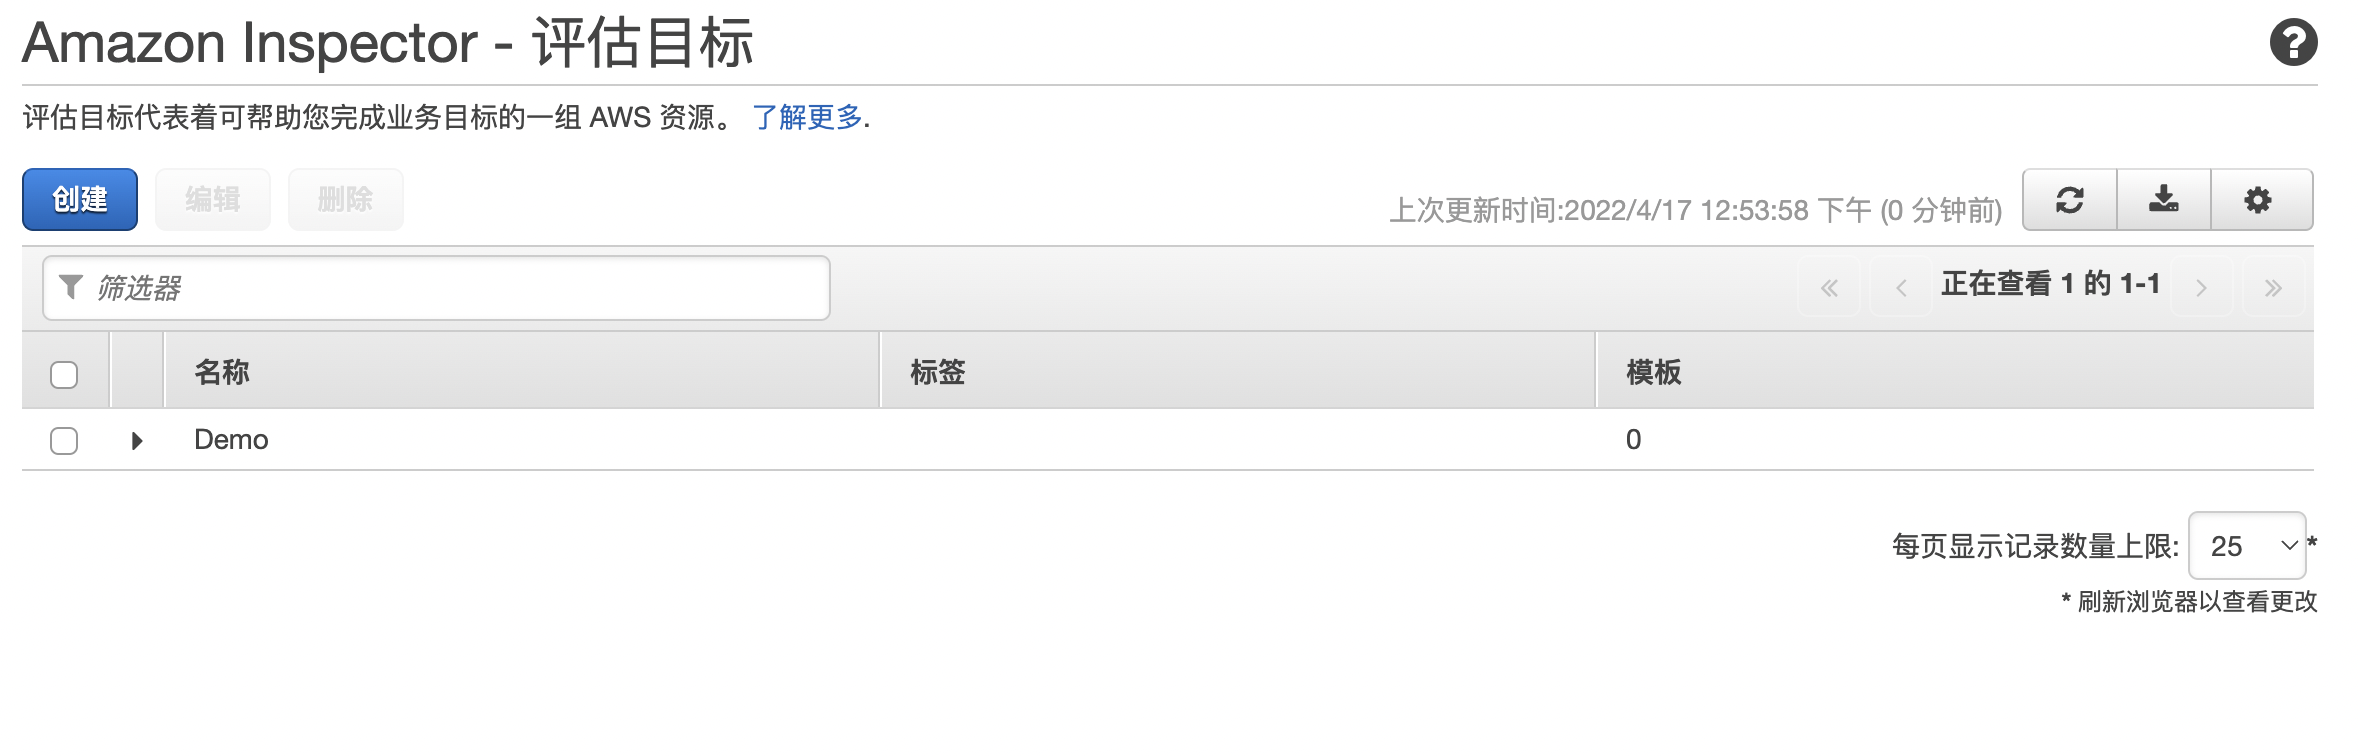 Amazon Inspector - 评估目标
评估目标代表着可帮助您完成业务目标的一组 AWS 资源。 了解更多.
创建 编辑 删除 上次更新时间:2022/4/17 12:53:58 下午 (0 分钟前)
筛选器 « ‹ 正在查看 1 的 1-1 › »
名称 标签 模板
Demo 0
每页显示记录数量上限: 25 *
* 刷新浏览器以查看更改